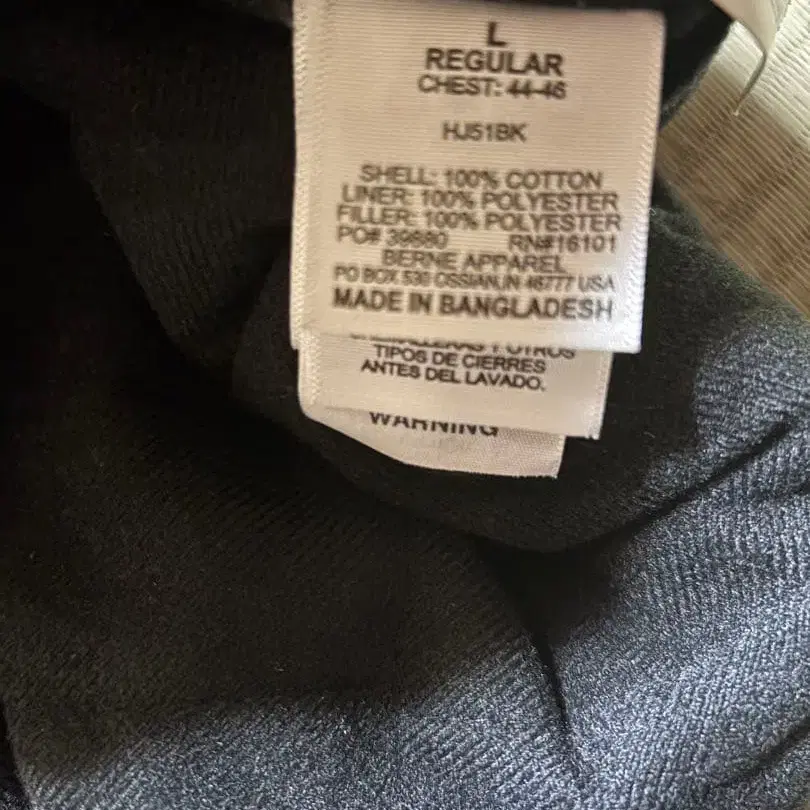 L
REGULAR
CHEST: 44-46
HJ51BK
SHELL: 100% COTTON
LINER: 100% POLYESTER
FILLER: 100% POLYESTER
PO# 39680 RN#16101
BERNE APPAREL
PO BOX 530 OSSIAN,IN 46777 USA
MADE IN BANGLADESH
TIPOS DE CIERRES
ANTES DEL LAVADO.
WARNING